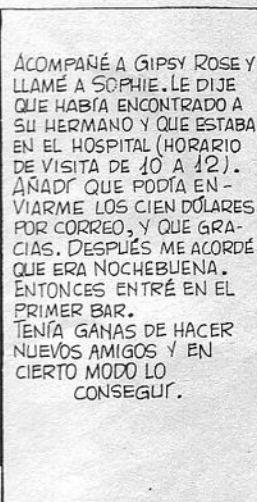 ACOMPAÑÉ A GIPSY ROSE Y
LLAMÉ A SOPHIE. LE DIJE
QUE HABÍA ENCONTRADO A
SU HERMANO Y QUE ESTABA
EN EL HOSPITAL (HORARIO
DE VISITA DE 10 A 12).
AÑADÍ QUE PODÍA EN-
VIARME LOS CIEN DÓLARES
POR CORREO, Y QUE GRA-
CIAS. DESPUÉS ME ACORDÉ
QUE ERA NOCHEBUENA.
ENTONCES ENTRÉ EN EL
PRIMER BAR.
TENÍA GANAS DE HACER
NUEVOS AMIGOS Y EN
CIERTO MODO LO
CONSEGUÍ.